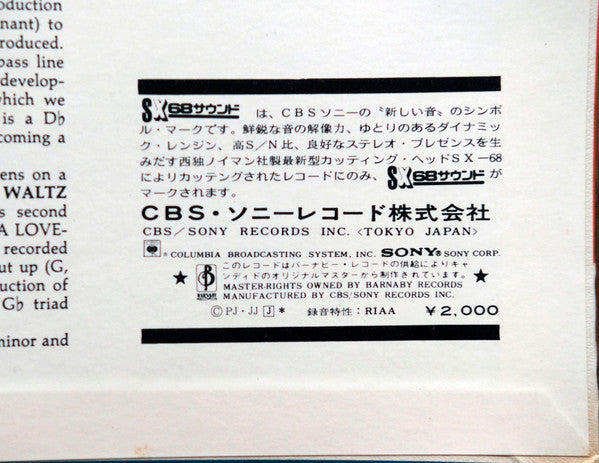 oduction
nant) to
roduced.
bass line
develop-
which we
is a D♭
coming a
ens on a
WALTZ
s second
A LOVE-
recorded
ut up (G,
uction of
G♭ triad
minor and
SX68サウンド は、CBSソニーの〝新しい音〟のシンボ
ル・マークです。鮮鋭な音の解像力、ゆとりのあるダイナミッ
ク・レンジン、高S/N比、良好なステレオ・プレゼンスを生
みだす西独ノイマン社製最新型カッティング・ヘッドSX—68
によりカッティングされたレコードにのみ、SX68サウンドが
マークされます。
CBS・ソニーレコード株式会社
CBS/SONY RECORDS INC.〈TOKYO JAPAN〉
® COLUMBIA BROADCASTING SYSTEM, INC. SONY® SONY CORP.
このレコードはバーナビー・レコードの供給によりキャ
ンディドのオリジナルマスターから制作されています。
MASTER-RIGHTS OWNED BY BARNABY RECORDS
MANUFACTURED BY CBS/SONY RECORDS INC.
Ⓒ PJ・JJ J * 録音特性：RIAA ￥2,000